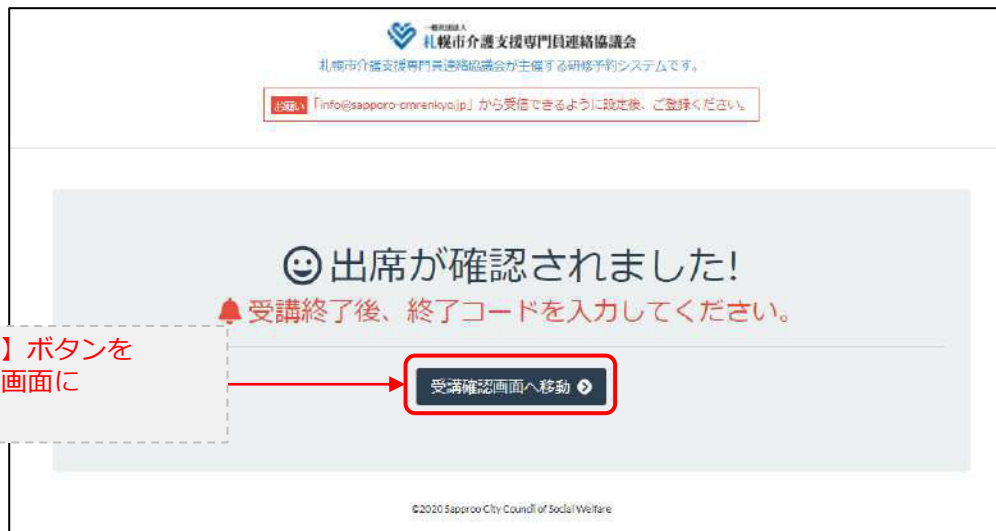 一般社団法人
札幌市介護支援専門員連絡協議会
札幌市介護支援専門員連絡協議会が主催する研修予約システムです。
お願い 「info@sapporo-cmrenkyo.jp」から受信できるように設定後、ご登録ください。
出席が確認されました!
受講終了後、終了コードを入力してください。
】ボタンを
画面に
受講確認画面へ移動
©2020 Sapproo City Council of Social Welfare